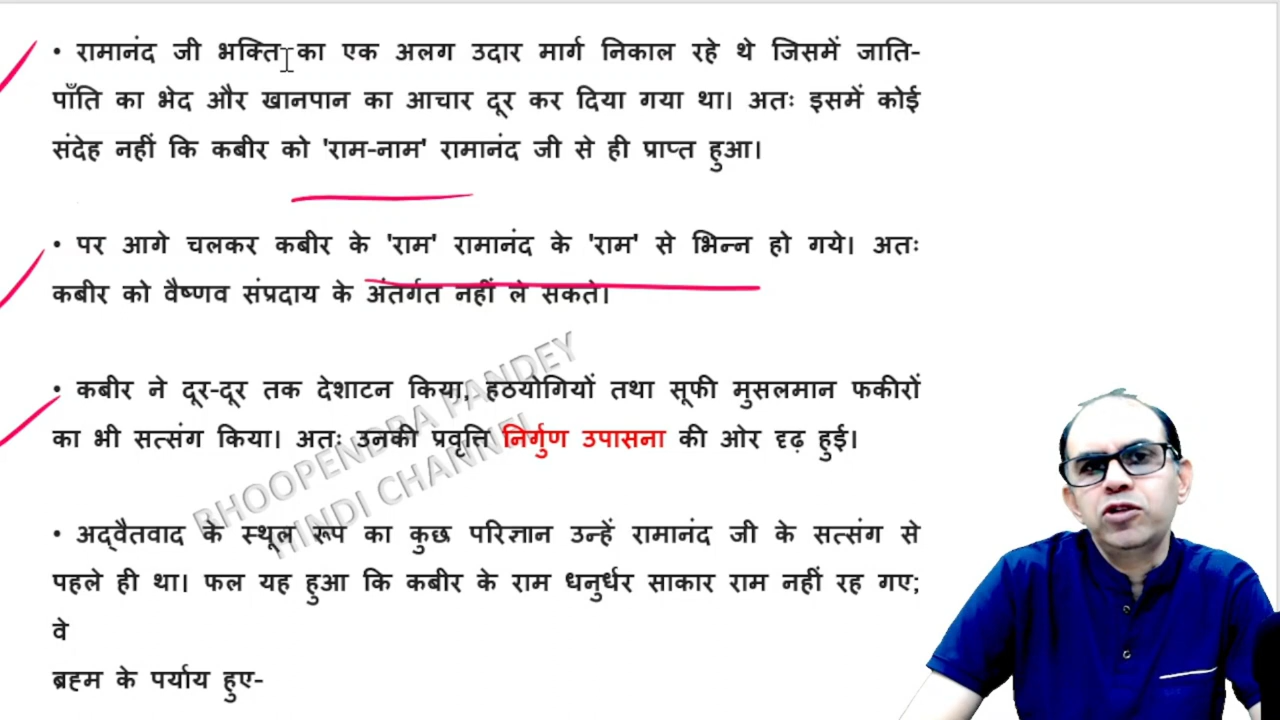 • रामानंद जी भक्ति का एक अलग उदार मार्ग निकाल रहे थे जिसमें जाति-
पाँति का भेद और खानपान का आचार दूर कर दिया गया था। अतः इसमें कोई
संदेह नहीं कि कबीर को 'राम-नाम' रामानंद जी से ही प्राप्त हुआ।
• पर आगे चलकर कबीर के 'राम' रामानंद के 'राम' से भिन्न हो गये। अतः
कबीर को वैष्णव संप्रदाय के अंतर्गत नहीं ले सकते।
• कबीर ने दूर-दूर तक देशाटन किया, हठयोगियों तथा सूफी मुसलमान फकीरों
का भी सत्संग किया। अतः उनकी प्रवृत्ति निर्गुण उपासना की ओर दृढ़ हुई।
• अद्वैतवाद के स्थूल रूप का कुछ परिज्ञान उन्हें रामानंद जी के सत्संग से
पहले ही था। फल यह हुआ कि कबीर के राम धनुर्धर साकार राम नहीं रह गए;
वे
ब्रह्म के पर्याय हुए-
BHOOPENDRA PANDEY
HINDI CHANNEL